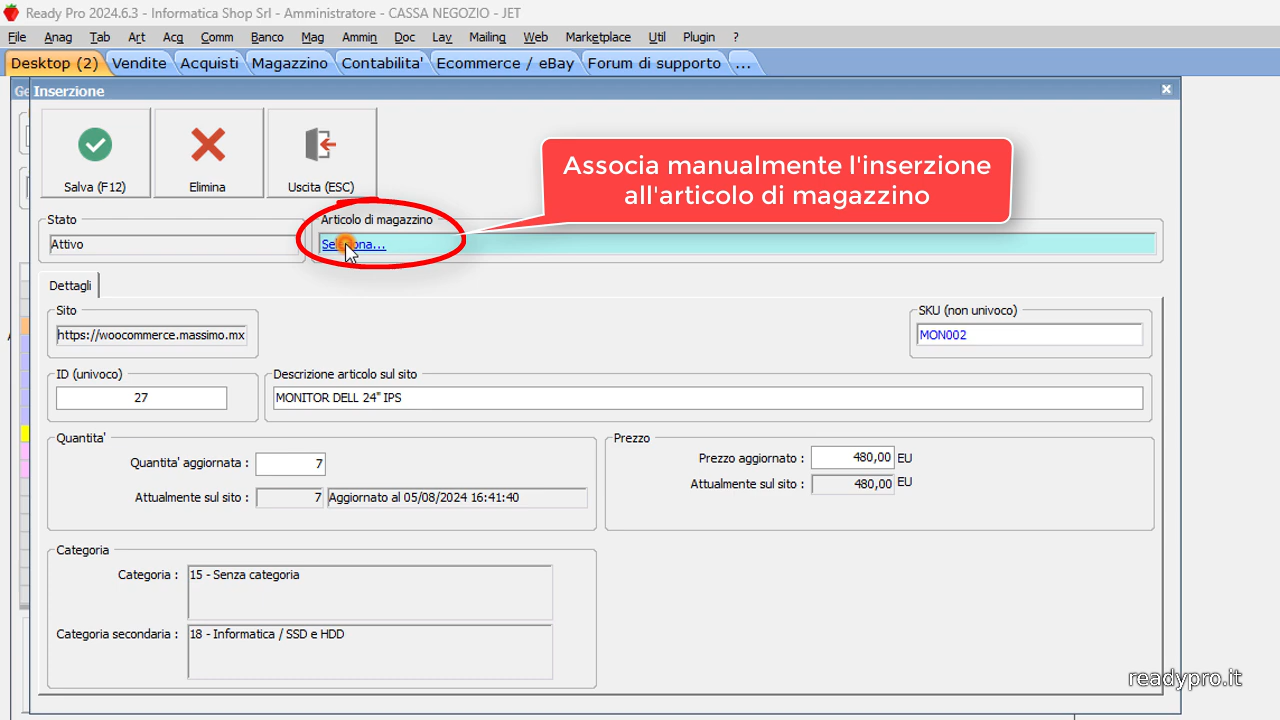 Ready Pro 2024.6.3 - Informatica Shop Srl - Amministratore - CASSA NEGOZIO - JET
File Anag Tab Art Acq Comm Banco Mag Ammin Doc Lav Mailing Web Marketplace Util Plugin ?
Desktop (2) Vendite Acquisti Magazzino Contabilita' Ecommerce / eBay Forum di supporto ...
Ge Inserzione
Salva (F12) Elimina Uscita (ESC)
Associa manualmente l'inserzione
all'articolo di magazzino
Stato Articolo di magazzino
Attivo Seleziona...
Dettagli
Sito SKU (non univoco)
https://woocommerce.massimo.mx MON002
ID (univoco) Descrizione articolo sul sito
27 MONITOR DELL 24" IPS
Quantita' Prezzo
Quantita' aggiornata : 7 Prezzo aggiornato : 480,00 EU
Attualmente sul sito : 7 Aggiornato al 05/08/2024 16:41:40 Attualmente sul sito : 480,00 EU
Categoria
Categoria : 15 - Senza categoria
Categoria secondaria : 18 - Informatica / SSD e HDD
readypro.it